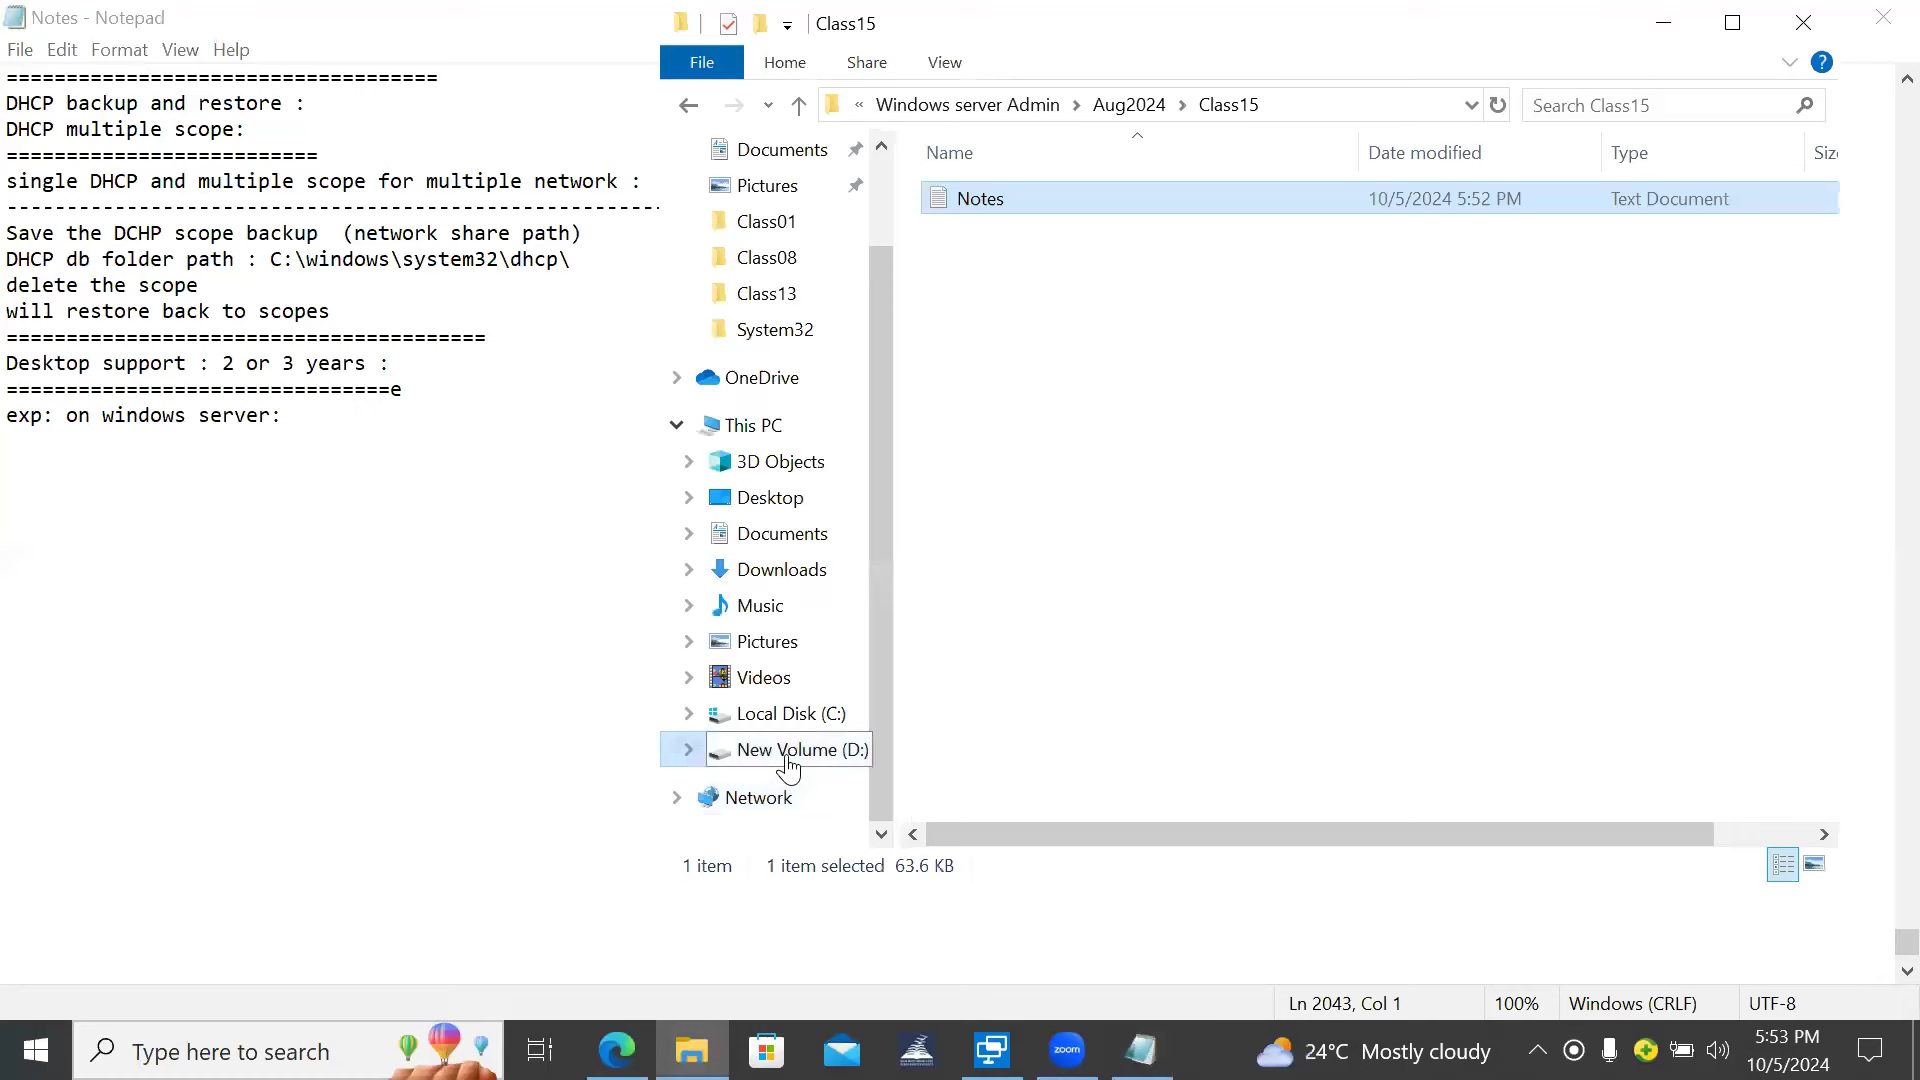 Notes - Notepad
File Edit Format View Help
====================================
DHCP backup and restore :
DHCP multiple scope:
==========================
single DHCP and multiple scope for multiple network :
-------------------------------------------------------
Save the DCHP scope backup  (network share path)
DHCP db folder path : C:\windows\system32\dhcp\
delete the scope
will restore back to scopes
========================================
Desktop support : 2 or 3 years :
================================e
exp: on windows server:
Class15
File Home Share View
« Windows server Admin > Aug2024 > Class15
Search Class15
Documents
Pictures
Class01
Class08
Class13
System32
OneDrive
This PC
3D Objects
Desktop
Documents
Downloads
Music
Pictures
Videos
Local Disk (C:)
New Volume (D:)
Network
Name Date modified Type
Notes 10/5/2024 5:52 PM Text Document
1 item 1 item selected 63.6 KB
Ln 2043, Col 1 100% Windows (CRLF) UTF-8
Type here to search
zoom
24°C Mostly cloudy
5:53 PM
10/5/2024